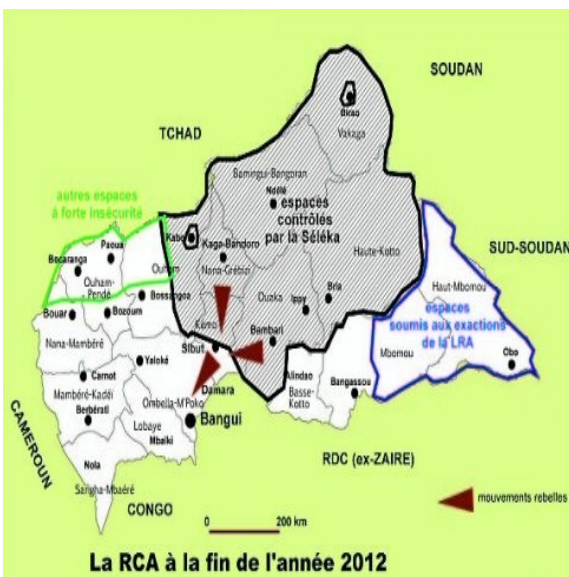 SOUDAN
TCHAD
Birao
Vakaga
Bamingui-Bangoran
Ndélé
autres espaces
à forte insécurité
espaces
contrôlés
par la Séléka
Kabo
Kaga-Bandoro
Nana-Grébizi
Haute-Kotto
SUD-SOUDAN
Paoua
Bocaranga
Ouham
Ouham-
Pendé
Bossangoa
Bouar
Bozoum
Nana-Mambéré
Ouaka
Ippy
Bria
Haut-Mbomou
espaces
soumis aux exactions
de la LRA
Mbomou
Obo
Kémo
Bambari
Sibut
Yaloké
Damara
Alindao
Basse-
Kotto
Bangassou
Carnot
Mambéré-Kadéï
Berbérati
Ombella-M'Poko
Bangui
Lobaye
Mbaïki
CAMEROUN
Nola
Sangha-Mbaéré
CONGO
RDC (ex-ZAIRE)
mouvements rebelles
0 200 km
La RCA à la fin de l'année 2012